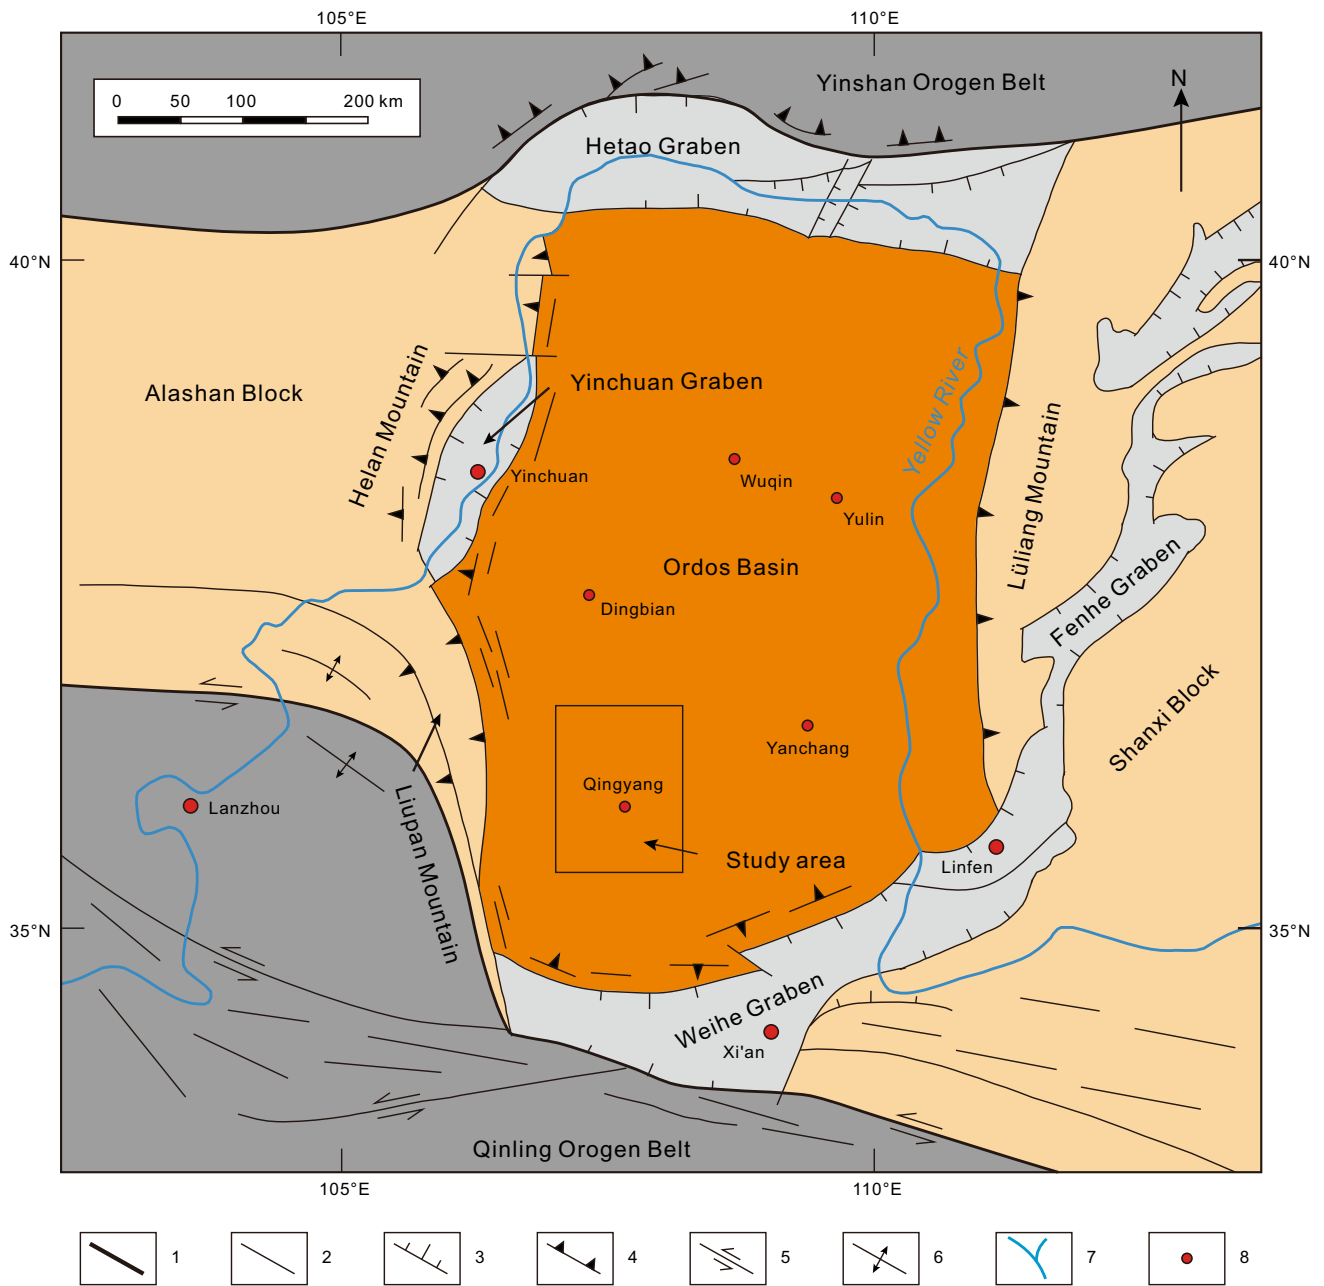 105°E
110°E
0
50
100
200 km
Yinshan Orogen Belt
N
Hetao Graben
40°N
40°N
Alashan Block
Helan Mountain
Yinchuan Graben
Yellow River
Yinchuan
Wuqin
Yulin
Lüliang Mountain
Ordos Basin
Dingbian
Fenhe Graben
Shanxi Block
Yanchang
Qingyang
Lanzhou
Liupan Mountain
Study area
Linfen
35°N
35°N
Weihe Graben
Xi'an
Qinling Orogen Belt
105°E
110°E
1
2
3
4
5
6
7
8